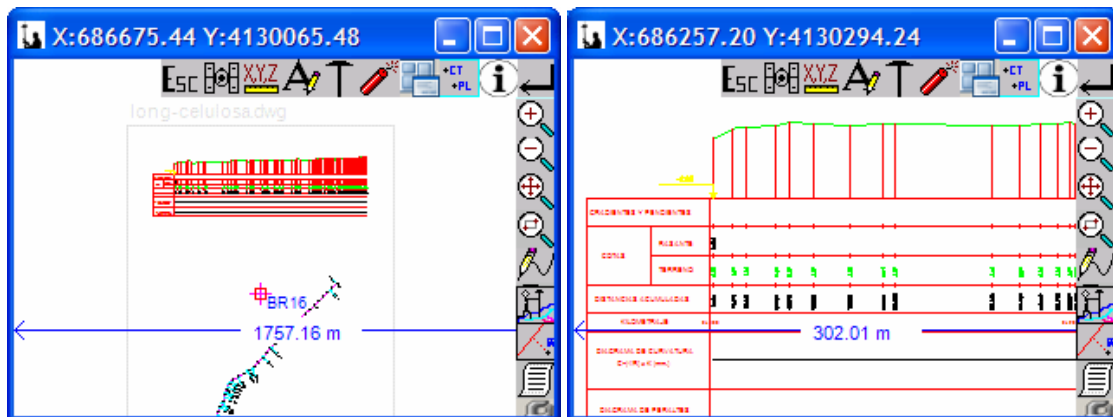 X:686675.44 Y:4130065.48
ESC X,Y,Z +CT +PL
long-celulosa.dwg
BR16
1757.16 m
X:686257.20 Y:4130294.24
ESC X,Y,Z +CT +PL
GRADIENTES Y PENDIENTES
COTAS
RASANTE
TERRENO
DISTANCIAS ACUMULADAS
KILOMETRAJE
302.01 m
DIAGRAMA DE CURVATURA
DIAGRAMA DE PERALTES